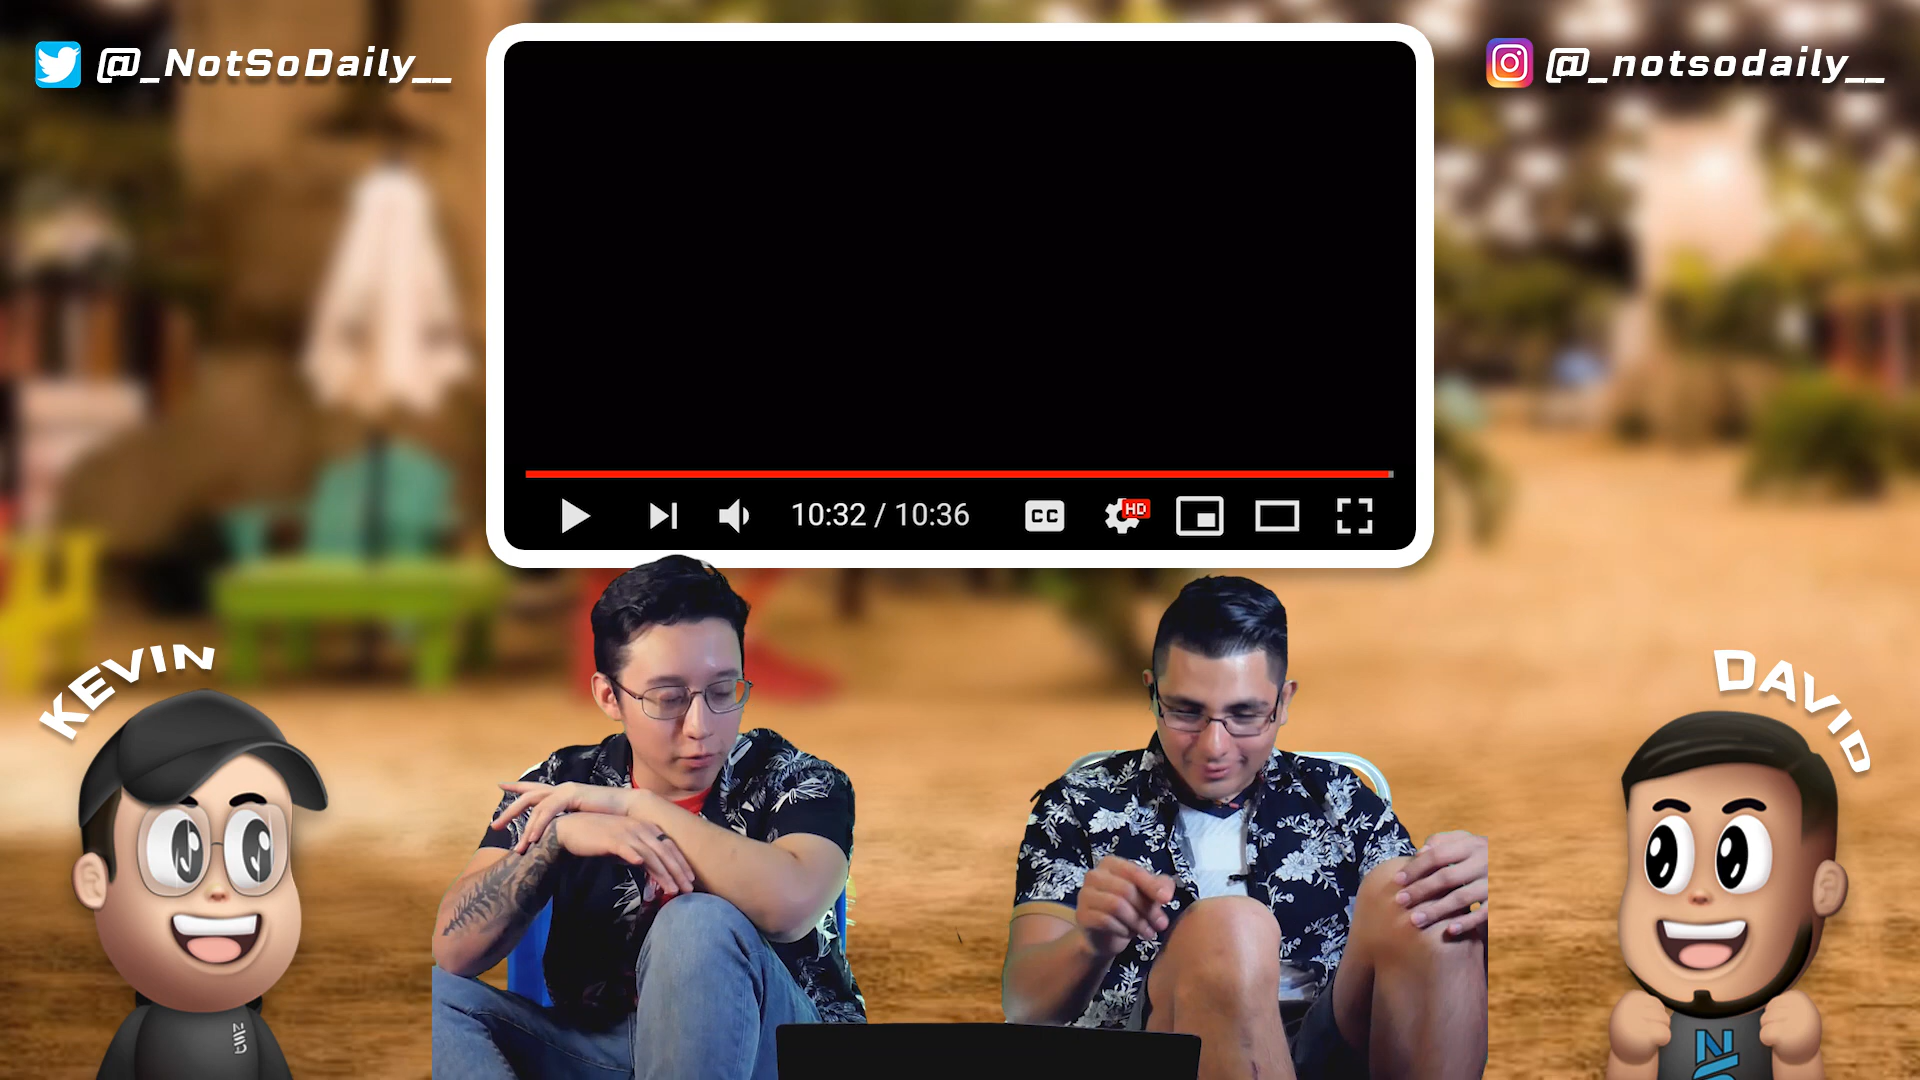 @_NotSoDaily__
@_notsodaily__
10:32 / 10:36
CC
HD
KEVIN
DAVID